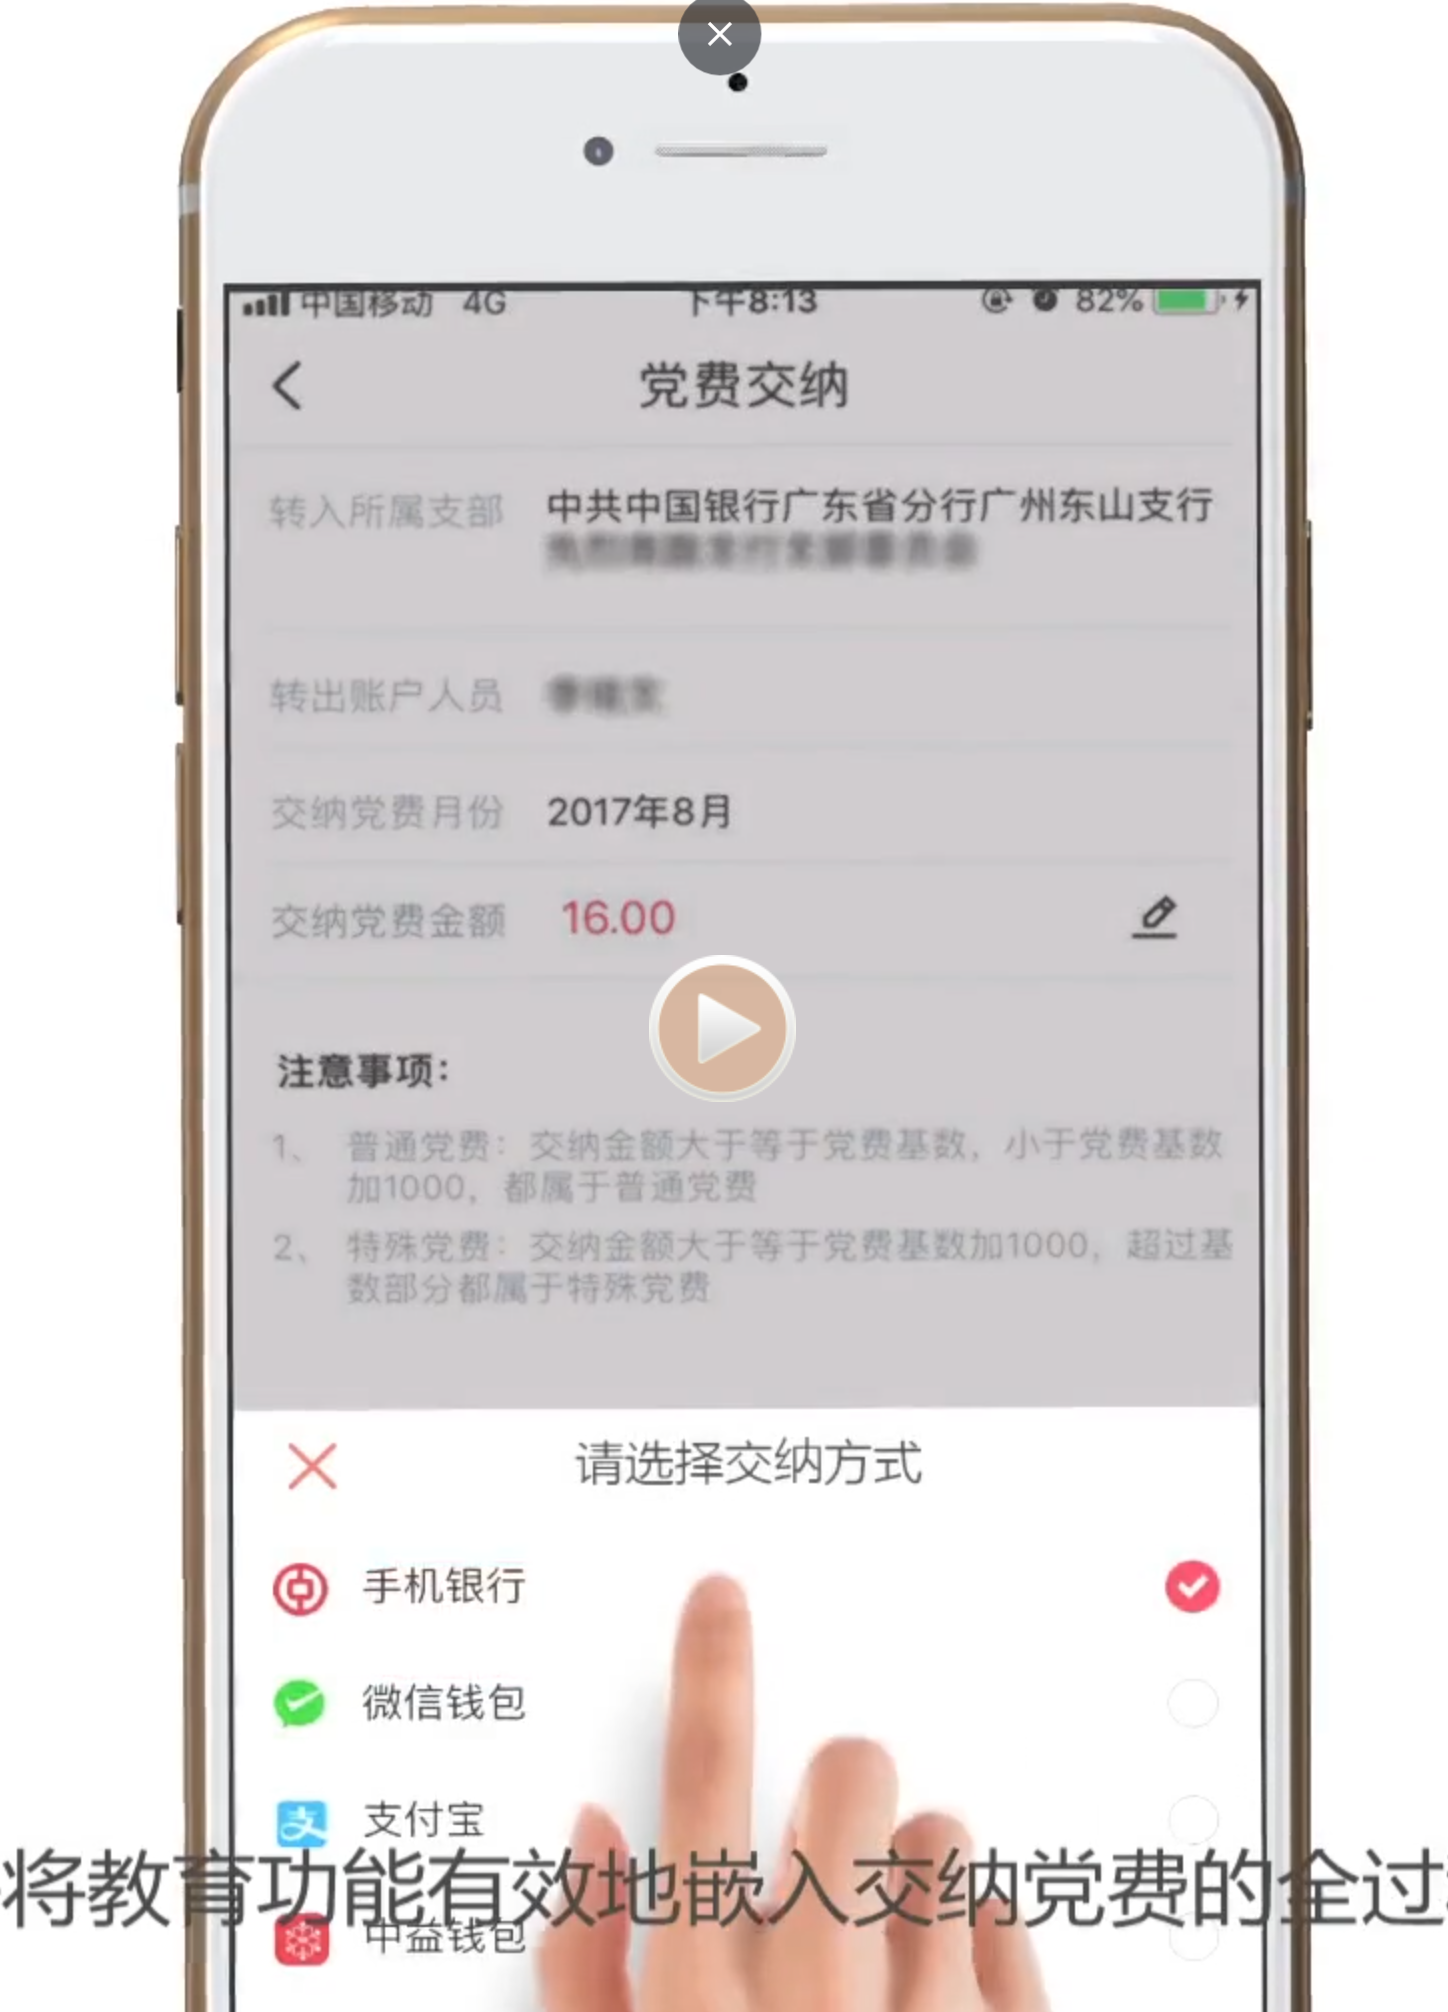 中国移动 4G 下午8:13 82%
党费交纳
转入所属支部 中共中国银行广东省分行广州东山支行
转出账户人员
交纳党费月份 2017年8月
交纳党费金额 16.00
注意事项：
1、 普通党费：交纳金额大于等于党费基数，小于党费基数
加1000，都属于普通党费
2、 特殊党费：交纳金额大于等于党费基数加1000，超过基
数部分都属于特殊党费
请选择交纳方式
手机银行
微信钱包
支付宝
将教育功能有效地嵌入交纳党费的全过
中益钱包